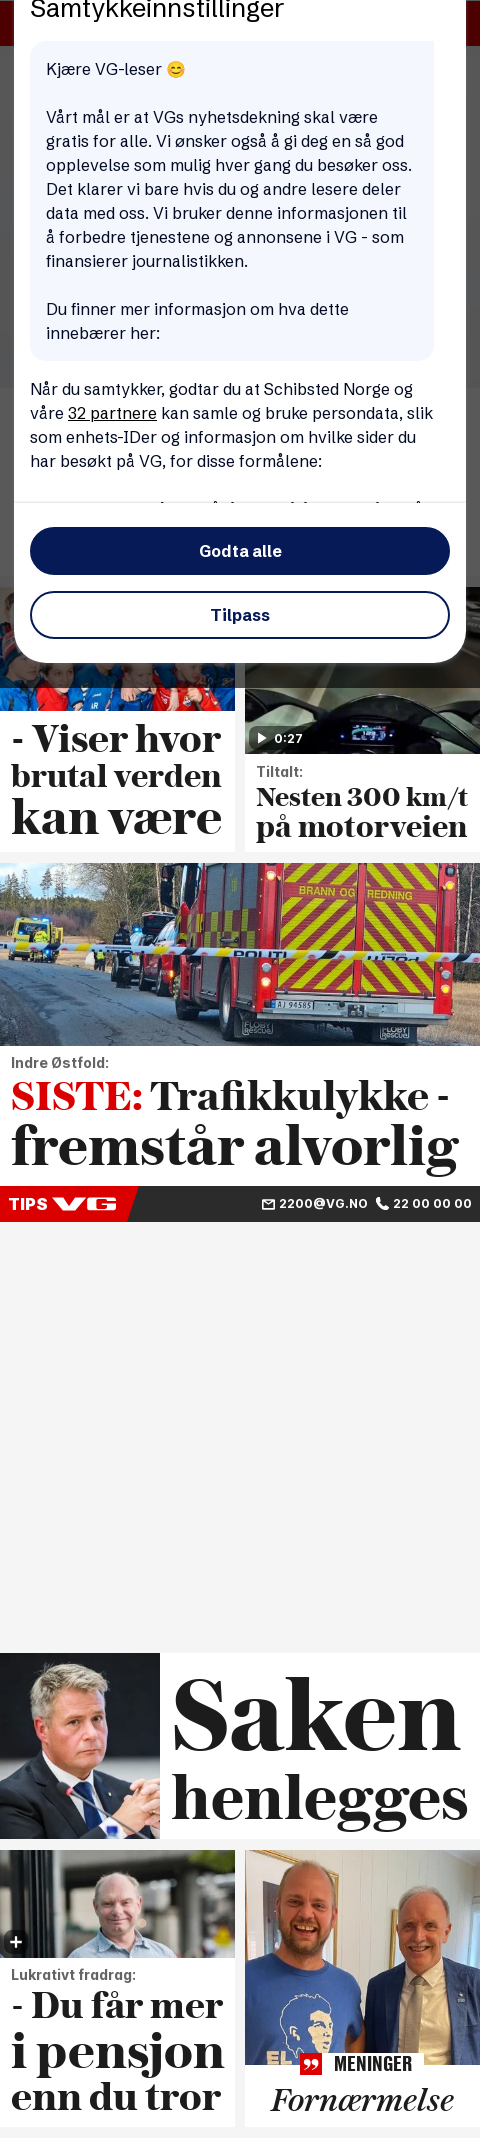 Samtykkeinnstillinger
Kjære VG-leser 😊
Vårt mål er at VGs nyhetsdekning skal være
gratis for alle. Vi ønsker også å gi deg en så god
opplevelse som mulig hver gang du besøker oss.
Det klarer vi bare hvis du og andre lesere deler
data med oss. Vi bruker denne informasjonen til
å forbedre tjenestene og annonsene i VG - som
finansierer journalistikken.
Du finner mer informasjon om hva dette
innebærer her:
Når du samtykker, godtar du at Schibsted Norge og
våre 32 partnere kan samle og bruke persondata, slik
som enhets-IDer og informasjon om hvilke sider du
har besøkt på VG, for disse formålene:
Godta alle
Tilpass
- Viser hvor
brutal verden
kan være
0:27
Tiltalt:
Nesten 300 km/t
på motorveien
BRANN OG REDNING
POLITI
AJ 94585
FLOBY
RESCUE
FLOBY
RESCUE
Indre Østfold:
SISTE: Trafikkulykke -
fremstår alvorlig
TIPS VG
2200@VG.NO
22 00 00 00
Saken
henlegges
Lukrativt fradrag:
- Du får mer
i pensjon
enn du tror
EL
MENINGER
Fornærmelse